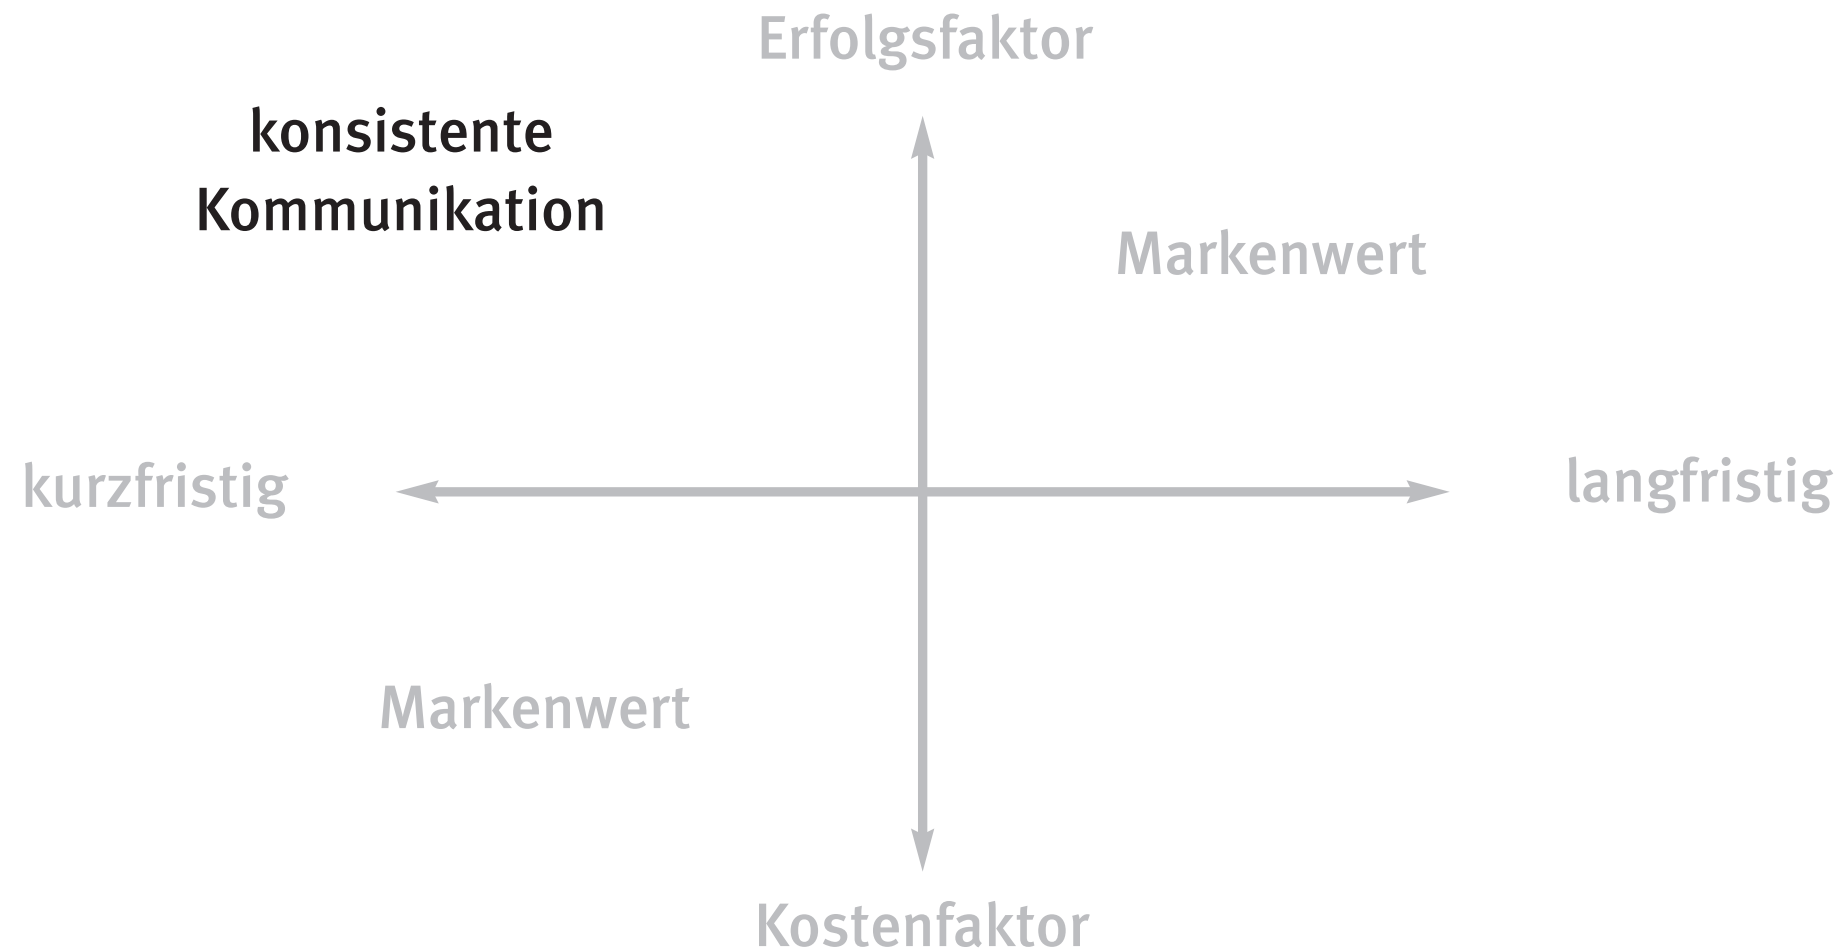 Erfolgsfaktor
konsistente
Kommunikation
Markenwert
kurzfristig
langfristig
Markenwert
Kostenfaktor